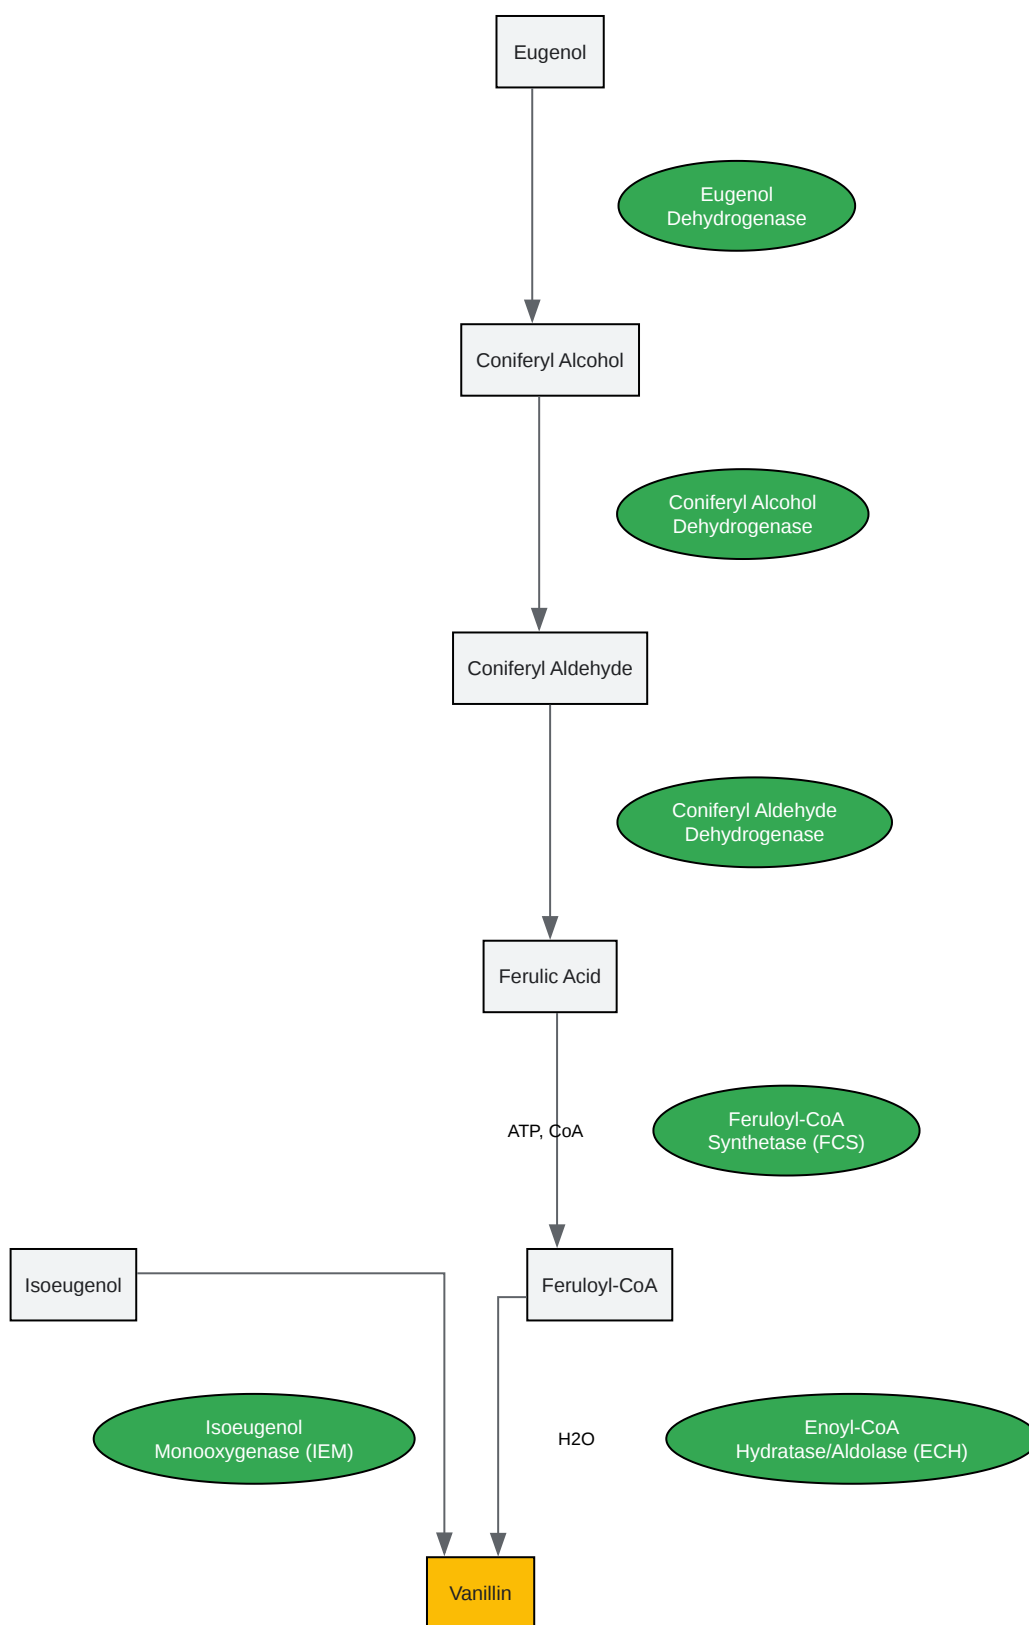 Eugenol
Eugenol
Dehydrogenase
Coniferyl Alcohol
Coniferyl Alcohol
Dehydrogenase
Coniferyl Aldehyde
Coniferyl Aldehyde
Dehydrogenase
Ferulic Acid
ATP, CoA
Feruloyl-CoA
Synthetase (FCS)
Isoeugenol
Feruloyl-CoA
Isoeugenol
Monooxygenase (IEM)
H2O
Enoyl-CoA
Hydratase/Aldolase (ECH)
Vanillin